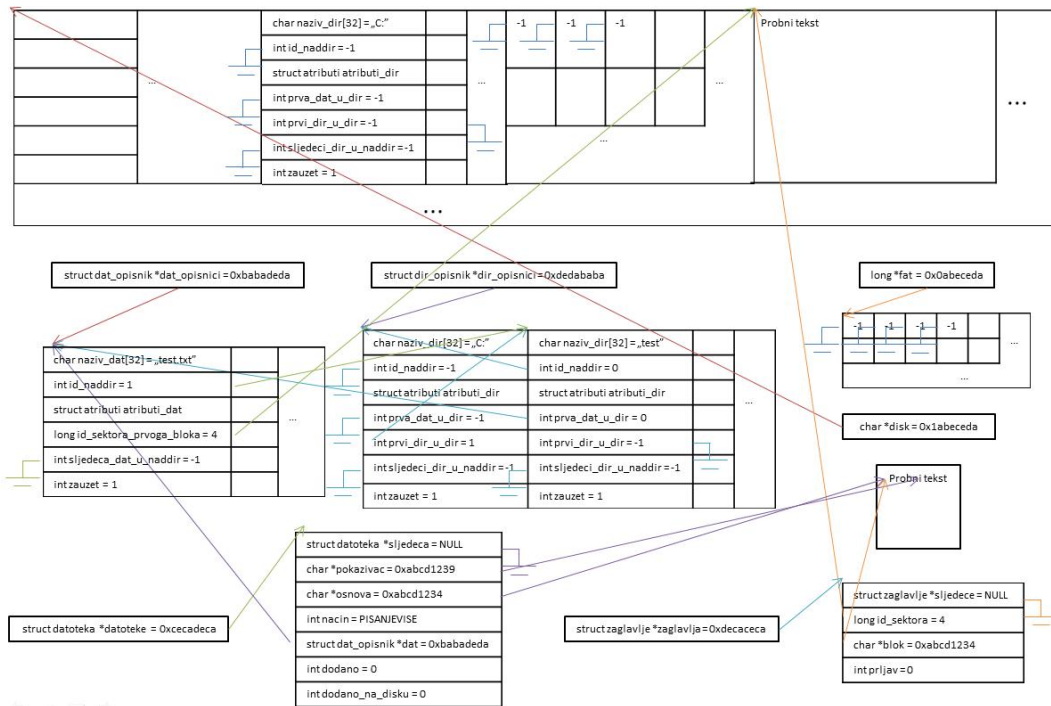 char naziv_dir[32] = „C:”
int id_naddir = -1
struct atributi atributi_dir
int prva_dat_u_dir = -1
int prvi_dir_u_dir = -1
int sljedeci_dir_u_naddir = -1
int zauzet = 1
...
...
-1 -1 -1
...
...
Probni tekst
...
...
struct dat_opisnik *dat_opisnici = 0xbabadeda
struct dir_opisnik *dir_opisnici = 0xdedababa
long *fat = 0x0abeceda
char naziv_dat[32] = „test.txt”
int id_naddir = 1
struct atributi atributi_dat
long id_sektora_prvoga_bloka = 4
int sljedeca_dat_u_naddir = -1
int zauzet = 1
...
char naziv_dir[32] = „C:”
int id_naddir = -1
struct atributi atributi_dir
int prva_dat_u_dir = -1
int prvi_dir_u_dir 1
int sljedeci_dir_u_naddir = -1
int zauzet = 1
char naziv_dir[32] = „test”
int id_naddir = 0
struct atributi atributi_dir
int prva_dat_u_dir = 0
int prvi_dir_u_dir = -1
int sljedeci_dir_u_naddir = -1
int zauzet = 1
...
-1 -1 -1 -1
...
...
char *disk = 0x1abeceda
Probni tekst
struct datoteka *datoteke = 0xcecadeca
struct datoteka *sljedeca = NULL
char *pokazivac = 0xabcd1239
char *osnova = 0xabcd1234
int nacin = PISANJEVISE
struct dat_opisnik *dat = 0xbabadeda
int dodano = 0
int dodano_na_disku = 0
struct zaglavlje *zaglavlja = 0xdecaceca
struct zaglavlje *sljedece = NULL
long id_sektora = 4
char *blok = 0xabcd1234
int prljav = 0